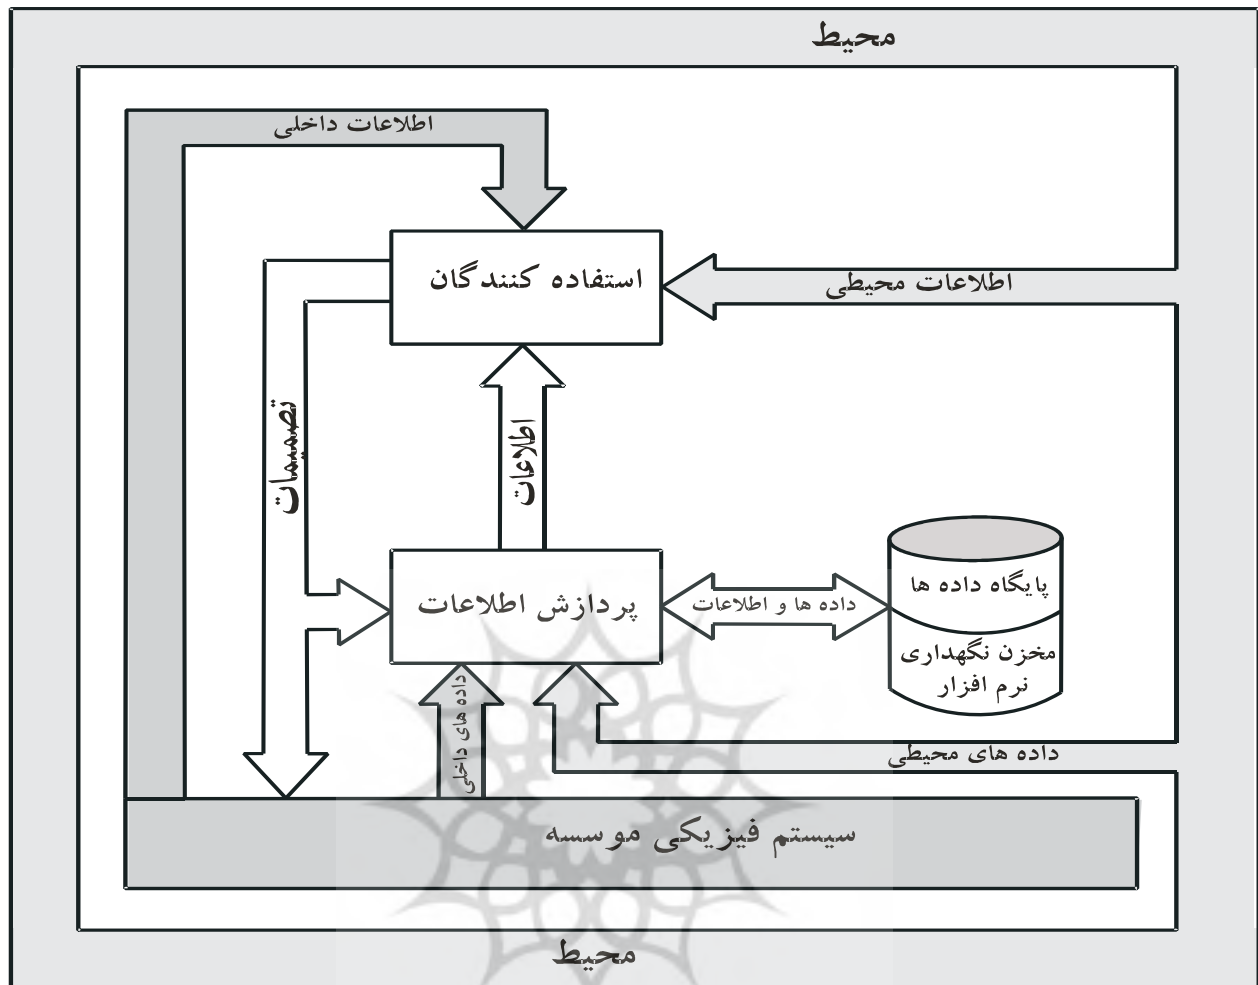 محیط
اطلاعات داخلی
استفاده کنندگان
اطلاعات محیطی
تصمیمات
اطلاعات
پردازش اطلاعات
داده ها و اطلاعات
پایگاه داده ها
مخزن نگهداری
نرم افزار
داده های داخلی
داده های محیطی
سیستم فیزیکی موسسه
محیط